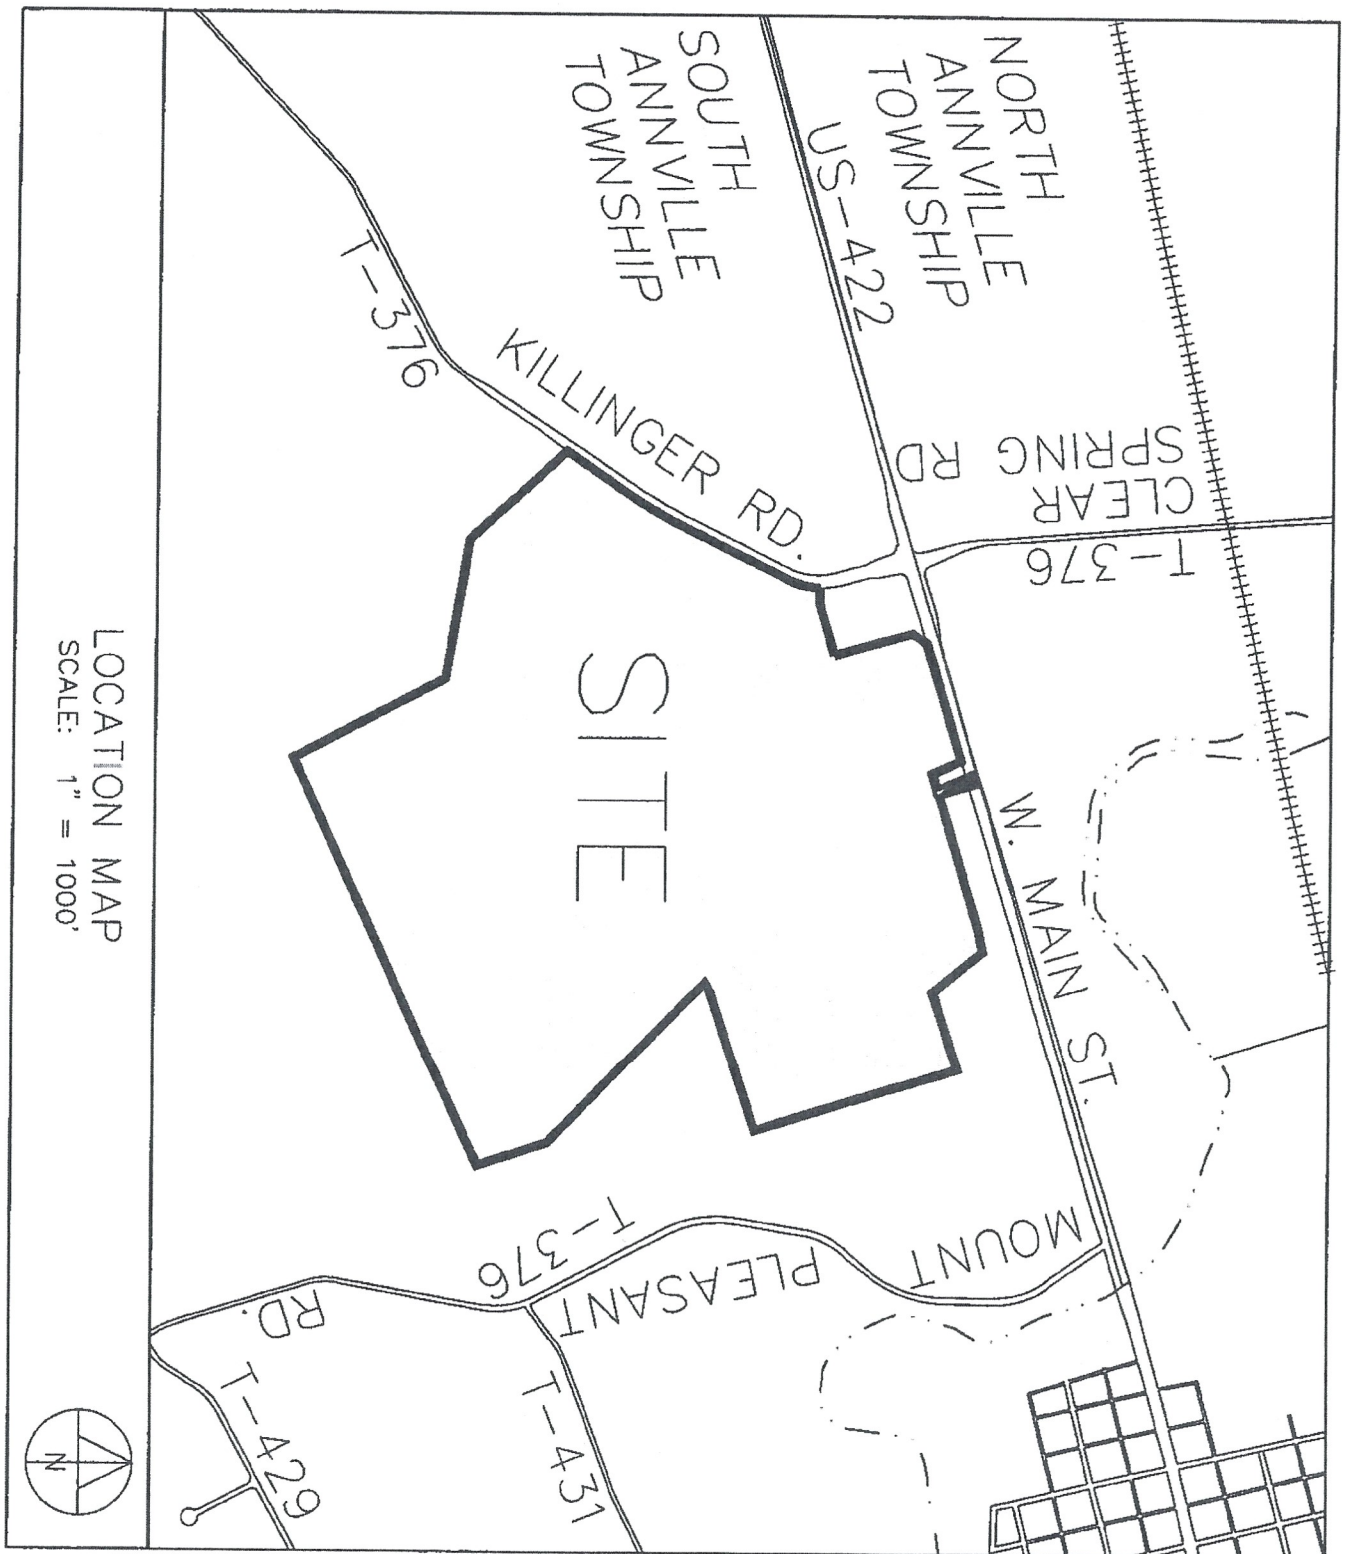 NORTH
ANNVILLE
TOWNSHIP
SOUTH
ANNVILLE
TOWNSHIP
US-422
CLEAR
SPRING RD
T-376
T-376
KILLINGER RD.
SITE
W. MAIN ST.
MOUNT
PLEASANT
RD.
T-376
T-431
T-429
LOCATION MAP
SCALE: 1" = 1000'
N